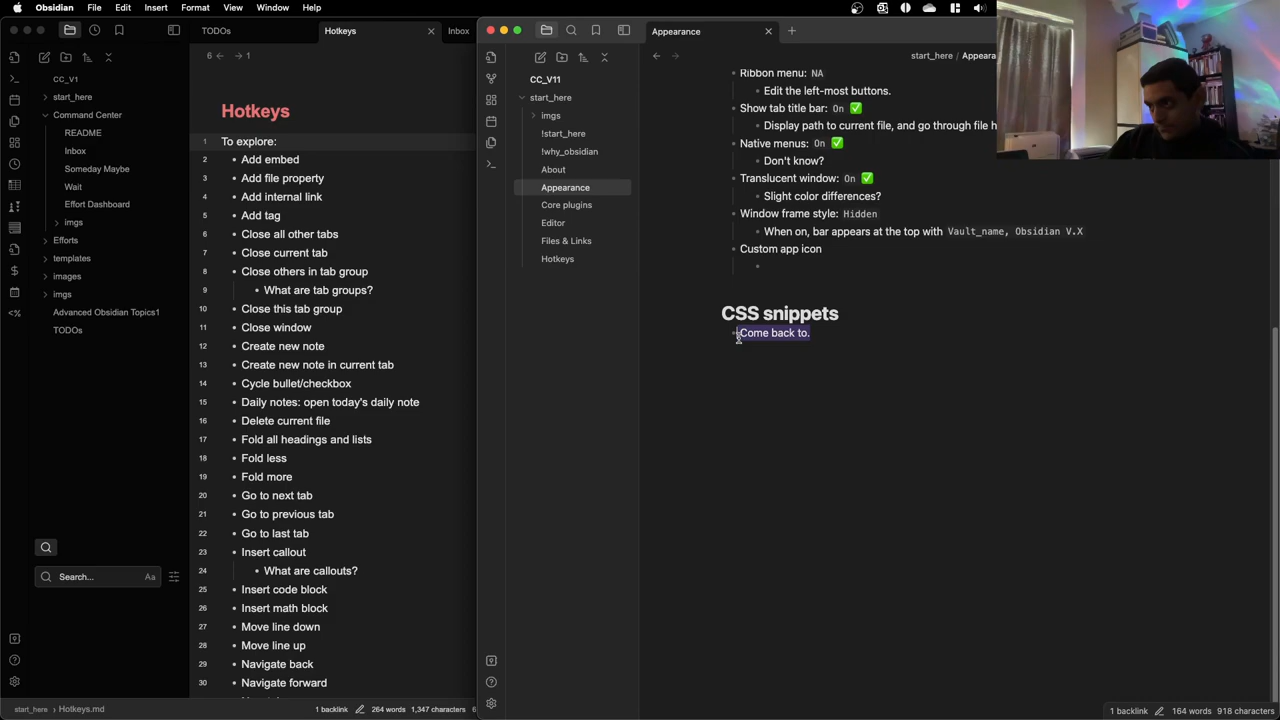 Obsidian File Edit Insert Format View Window Help
TODOs Hotkeys Inbox
6 1
CC_V1
start_here
Command Center
README
Inbox
Someday Maybe
Wait
Effort Dashboard
imgs
Efforts
templates
images
imgs
Advanced Obsidian Topics1
TODOs
Search... Aa
Hotkeys
1 To explore:
2 Add embed
3 Add file property
4 Add internal link
5 Add tag
6 Close all other tabs
7 Close current tab
8 Close others in tab group
9 What are tab groups?
10 Close this tab group
11 Close window
12 Create new note
13 Create new note in current tab
14 Cycle bullet/checkbox
15 Daily notes: open today's daily note
16 Delete current file
17 Fold all headings and lists
18 Fold less
19 Fold more
20 Go to next tab
21 Go to previous tab
22 Go to last tab
23 Insert callout
24 What are callouts?
25 Insert code block
26 Insert math block
27 Move line down
28 Move line up
29 Navigate back
30 Navigate forward
start_here > Hotkeys.md 1 backlink 264 words 1,347 characters 6
Appearance
start_here / Appeara
CC_V11
start_here
imgs
!start_here
!why_obsidian
About
Appearance
Core plugins
Editor
Files & Links
Hotkeys
Ribbon menu: NA
Edit the left-most buttons.
Show tab title bar: On ✅
Display path to current file, and go through file h
Native menus: On ✅
Don't know?
Translucent window: On ✅
Slight color differences?
Window frame style: Hidden
When on, bar appears at the top with Vault_name, Obsidian V.X
Custom app icon
CSS snippets
Come back to.
1 backlink 164 words 918 characters